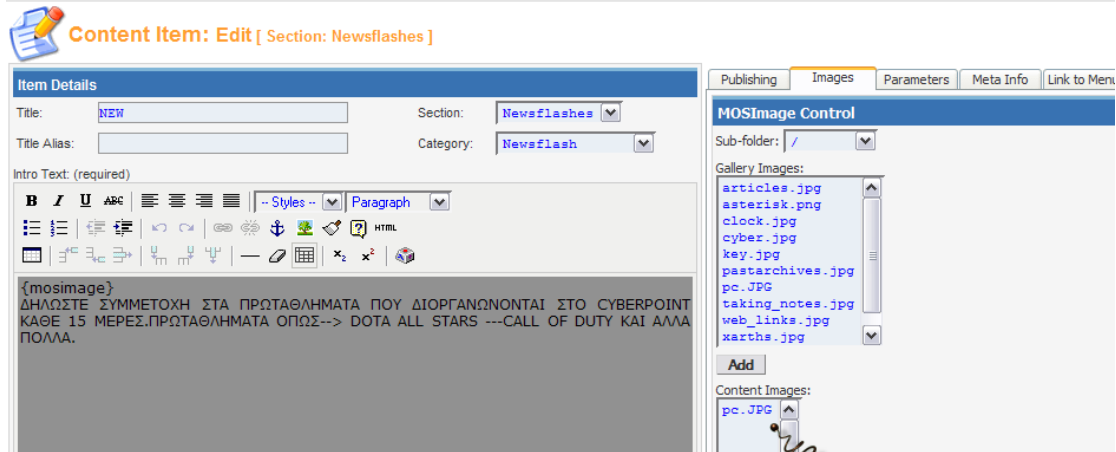 Content Item: Edit [ Section: Newsflashes ]
Item Details
Title: NEW Section: Newsflashes
Title Alias: Category: Newsflash
Intro Text: (required)
B I U ABC -- Styles -- Paragraph
HTML
x₂ x²
{mosimage}
ΔΗΛΩΣΤΕ ΣΥΜΜΕΤΟΧΗ ΣΤΑ ΠΡΩΤΑΘΛΗΜΑΤΑ ΠΟΥ ΔΙΟΡΓΑΝΩΝΟΝΤΑΙ ΣΤΟ CYBERPOINT
ΚΑΘΕ 15 ΜΕΡΕΣ.ΠΡΩΤΑΘΛΗΜΑΤΑ ΟΠΩΣ--> DOTA ALL STARS ---CALL OF DUTY ΚΑΙ ΑΛΛΑ
ΠΟΛΛΑ.
Publishing Images Parameters Meta Info Link to Menu
MOSImage Control
Sub-folder: /
Gallery Images:
articles.jpg
asterisk.png
clock.jpg
cyber.jpg
key.jpg
pastarchives.jpg
pc.JPG
taking_notes.jpg
web_links.jpg
xarths.jpg
Add
Content Images:
pc.JPG